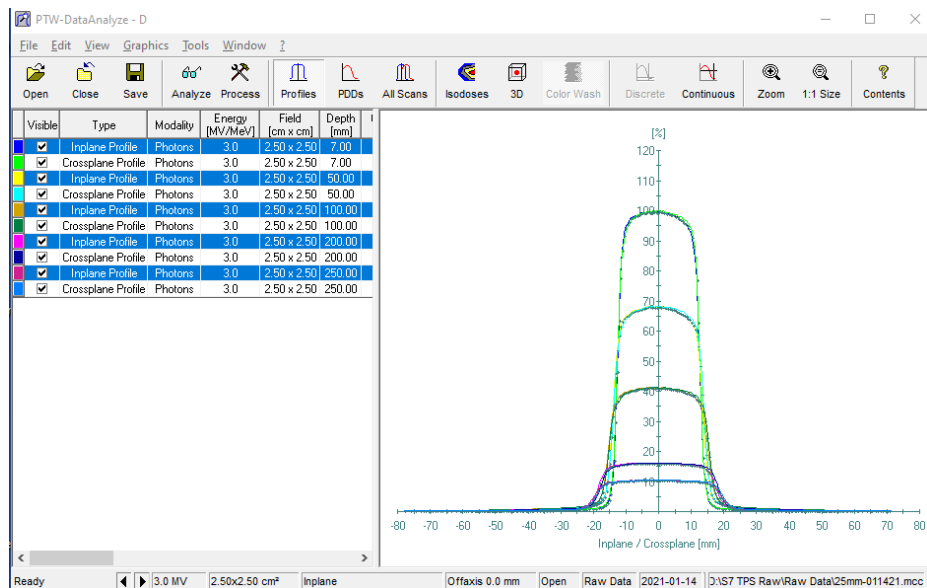 PTW-DataAnalyze - D
File Edit View Graphics Tools Window ?
Open Close Save Analyze Process Profiles PDDs All Scans Isodoses 3D Color Wash Discrete Continuous Zoom 1:1 Size Contents
Visible Type Modality Energy [MV/MeV] Field [cm x cm] Depth [mm]
Inplane Profile Photons 3.0 2.50 x 2.50 7.00
Crossplane Profile Photons 3.0 2.50 x 2.50 7.00
Inplane Profile Photons 3.0 2.50 x 2.50 50.00
Crossplane Profile Photons 3.0 2.50 x 2.50 50.00
Inplane Profile Photons 3.0 2.50 x 2.50 100.00
Crossplane Profile Photons 3.0 2.50 x 2.50 100.00
Inplane Profile Photons 3.0 2.50 x 2.50 200.00
Crossplane Profile Photons 3.0 2.50 x 2.50 200.00
Inplane Profile Photons 3.0 2.50 x 2.50 250.00
Crossplane Profile Photons 3.0 2.50 x 2.50 250.00
[%]
120
110
100
90
80
70
60
50
40
30
20
10
-80 -70 -60 -50 -40 -30 -20 -10 0 10 20 30 40 50 60 70 80
Inplane / Crossplane [mm]
Ready 3.0 MV 2.50x2.50 cm² Inplane Offaxis 0.0 mm Open Raw Data 2021-01-14 D:\S7 TPS Raw\Raw Data\25mm-011421.mcc